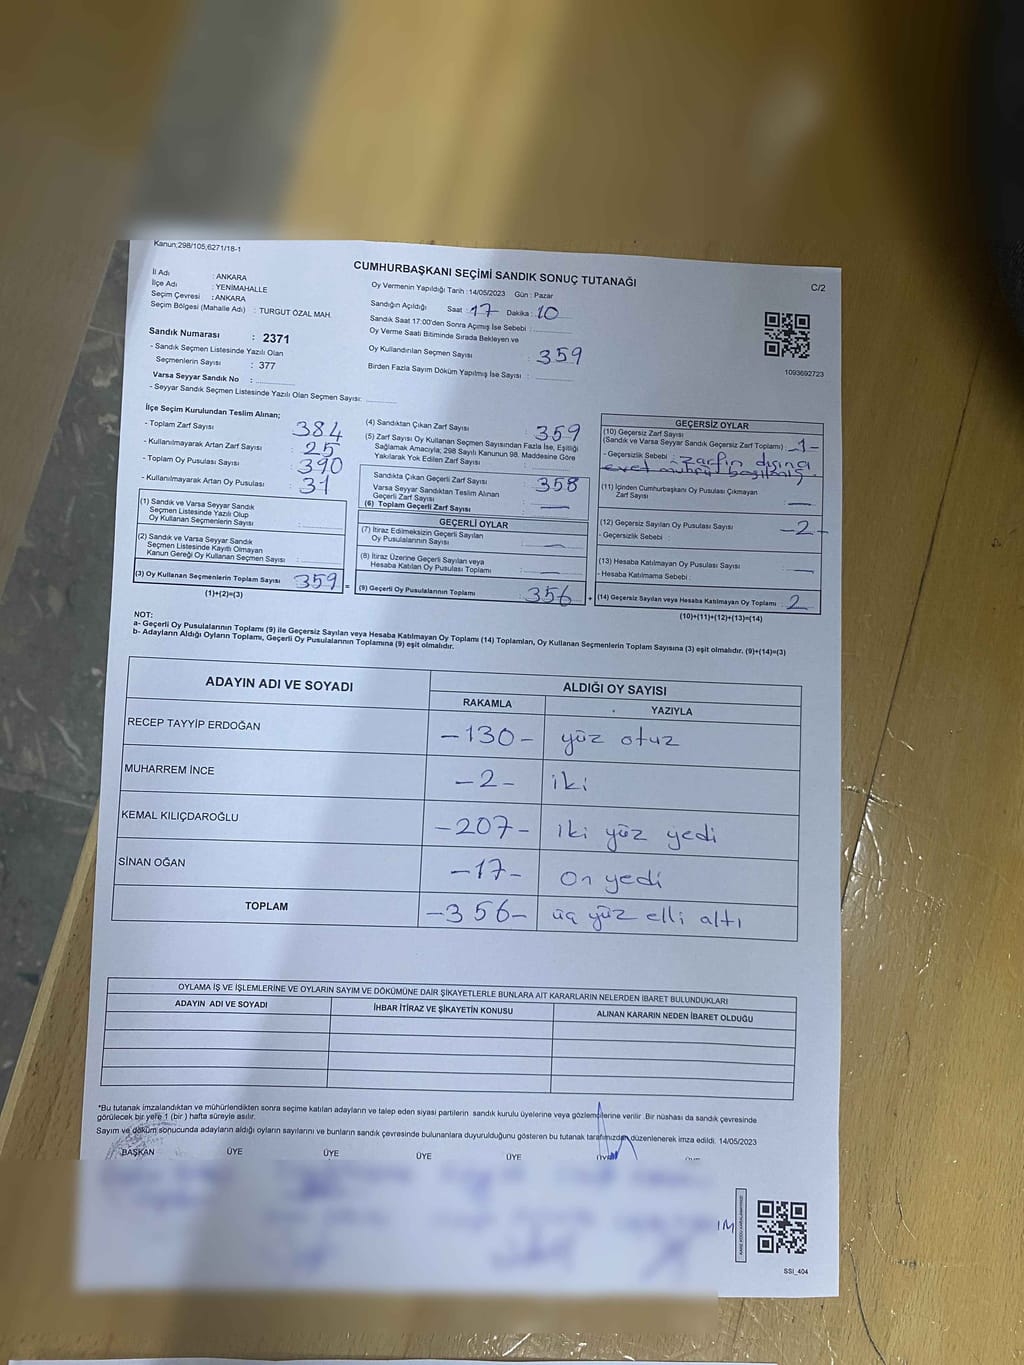 Kanun;298/105,6271/18-1
CUMHURBAŞKANI SEÇİMİ SANDIK SONUÇ TUTANAĞI
C/2
İl Adı : ANKARA
İlçe Adı : YENİMAHALLE
Seçim Çevresi : ANKARA
Seçim Bölgesi (Mahalle Adı) : TURGUT ÖZAL MAH.
Sandık Numarası : 2371
- Sandık Seçmen Listesinde Yazılı Olan
Seçmenlerin Sayısı : 377
Varsa Seyyar Sandık No :
- Seyyar Sandık Seçmen Listesinde Yazılı Olan Seçmen Sayısı:
Oy Vermenin Yapıldığı Tarih : 14/05/2023 Gün : Pazar
Sandığın Açıldığı Saat : 17 Dakika : 10
Sandık Saat 17:00'den Sonra Açımış İse Sebebi :
Oy Verme Saati Bitiminde Sırada Bekleyen ve
Oy Kullandırılan Seçmen Sayısı : 359
Birden Fazla Sayım Döküm Yapılmış İse Sayısı :
1093692723
İlçe Seçim Kurulundan Teslim Alınan;
- Toplam Zarf Sayısı 384
- Kullanılmayarak Artan Zarf Sayısı 25
- Toplam Oy Pusulası Sayısı 390
- Kullanılmayarak Artan Oy Pusulası 31
(1) Sandık ve Varsa Seyyar Sandık
Seçmen Listesinde Yazılı Olup
Oy Kullanan Seçmenlerin Sayısı :
(2) Sandık ve Varsa Seyyar Sandık
Seçmen Listesinde Kayıtlı Olmayan
Kanun Gereği Oy Kullanan Seçmen Sayısı :
(3) Oy Kullanan Seçmenlerin Toplam Sayısı 359 =
(1)+(2)=(3)
(4) Sandıktan Çıkan Zarf Sayısı : 359
(5) Zarf Sayısı Oy Kullanan Seçmen Sayısından Fazla İse, Eşitliği
Sağlamak Amacıyla; 298 Sayılı Kanunun 98. Maddesine Göre
Yakılarak Yok Edilen Zarf Sayısı :
Sandıkta Çıkan Geçerli Zarf Sayısı : 358
Varsa Seyyar Sandıktan Teslim Alınan
Geçerli Zarf Sayısı :
(6) Toplam Geçerli Zarf Sayısı : —
GEÇERLİ OYLAR
(7) İtiraz Edilmeksizin Geçerli Sayılan
Oy Pusulalarının Sayısı : —
(8) İtiraz Üzerine Geçerli Sayılan veya
Hesaba Katılan Oy Pusulası Toplamı : —
(9) Geçerli Oy Pusulalarının Toplamı : 356 +
GEÇERSİZ OYLAR
(10) Geçersiz Zarf Sayısı
(Sandık ve Varsa Seyyar Sandık Geçersiz Zarf Toplamı) : -1-
- Geçersizlik Sebebi : zarfın dışına
evet mührü basılmış
(11) İçinden Cumhurbaşkanı Oy Pusulası Çıkmayan
Zarf Sayısı : —
(12) Geçersiz Sayılan Oy Pusulası Sayısı : -2-
- Geçersizlik Sebebi :
(13) Hesaba Katılmayan Oy Pusulası Sayısı : —
- Hesaba Katılmama Sebebi :
(14) Geçersiz Sayılan veya Hesaba Katılmayan Oy Toplamı : 2
(10)+(11)+(12)+(13)=(14)
NOT:
a- Geçerli Oy Pusulalarının Toplamı (9) ile Geçersiz Sayılan veya Hesaba Katılmayan Oy Toplamı (14) Toplamları, Oy Kullanan Seçmenlerin Toplam Sayısına (3) eşit olmalıdır. (9)+(14)=(3)
b- Adayların Aldığı Oyların Toplamı, Geçerli Oy Pusulalarının Toplamına (9) eşit olmalıdır.
ADAYIN ADI VE SOYADI ALDIĞI OY SAYISI
RAKAMLA YAZIYLA
RECEP TAYYİP ERDOĞAN -130- yüz otuz
MUHARREM İNCE -2- iki
KEMAL KILIÇDAROĞLU -207- iki yüz yedi
SİNAN OĞAN -17- on yedi
TOPLAM -356- üç yüz elli altı
OYLAMA İŞ VE İŞLEMLERİNE VE OYLARIN SAYIM VE DÖKÜMÜNE DAİR ŞİKAYETLERLE BUNLARA AİT KARARLARIN NELERDEN İBARET BULUNDUKLARI
ADAYIN ADI VE SOYADI İHBAR İTİRAZ VE ŞİKAYETİN KONUSU ALINAN KARARIN NEDEN İBARET OLDUĞU
*Bu tutanak imzalandıktan ve mühürlendikten sonra seçime katılan adayların ve talep eden siyasi partilerin sandık kurulu üyelerine veya gözlemcilerine verilir. Bir nüshası da sandık çevresinde
görülecek bir yere 1 (bir ) hafta süreyle asılır.
Sayım ve döküm sonucunda adayların aldığı oyların sayılarını ve bunların sandık çevresinde bulunanlara duyurulduğunu gösteren bu tutanak tarafımızdan düzenlenerek imza edildi. 14/05/2023
BAŞKAN ÜYE ÜYE ÜYE ÜYE ÜYE
SSİ_404